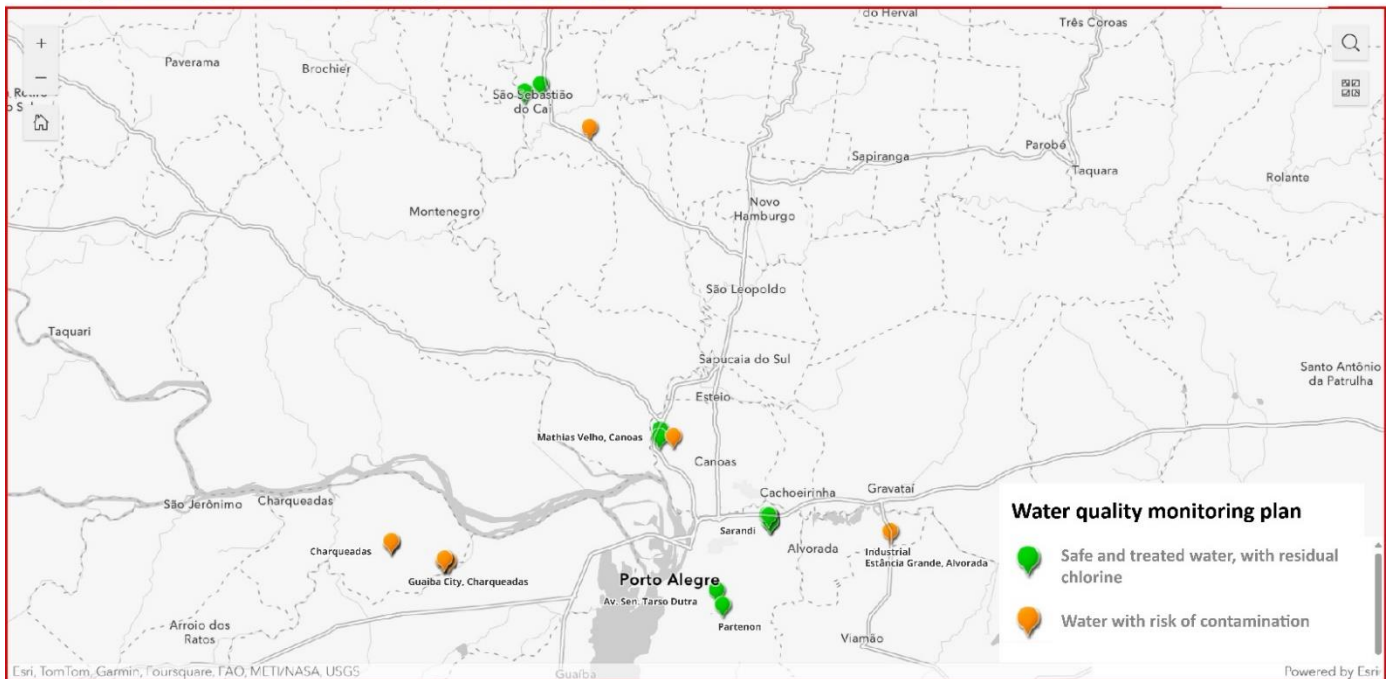 do Herval
Três Coroas
+
Paverama
Brochier
−
São Sebastião
do Caí
Parobé
Sapiranga
Taquara
Rolante
Novo
Hamburgo
Montenegro
São Leopoldo
Taquari
Sapucaia do Sul
Santo Antônio
da Patrulha
Esteio
Mathias Velho, Canoas
Canoas
Cachoeirinha
Gravataí
São Jerônimo
Charqueadas
Water quality monitoring plan
Sarandi
Alvorada
Charqueadas
Industrial
Estância Grande, Alvorada
Safe and treated water, with residual
chlorine
Guaiba City, Charqueadas
Porto Alegre
Av. Sen. Tarso Dutra
Partenon
Water with risk of contamination
Arroio dos
Ratos
Viamão
Esri, TomTom, Garmin, Foursquare, FAO, METI/NASA, USGS
Guaíba
Powered by Esri